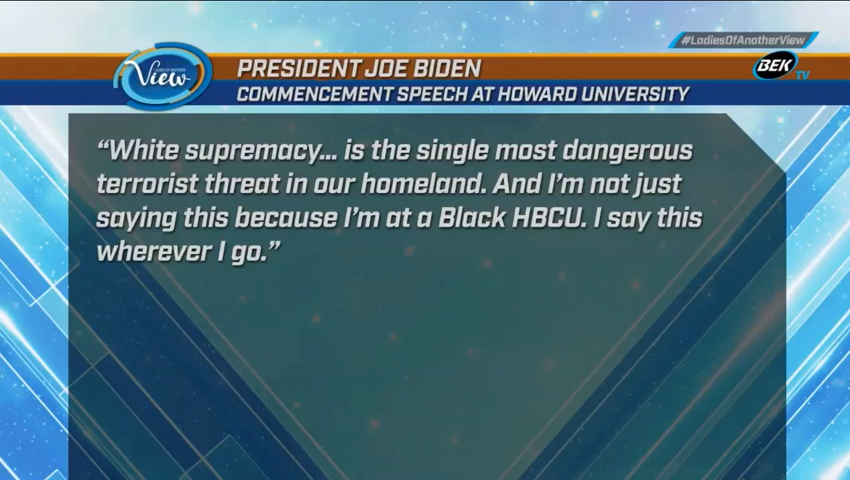 #LadiesOfAnotherView
View
PRESIDENT JOE BIDEN
BEK TV
COMMENCEMENT SPEECH AT HOWARD UNIVERSITY
“White supremacy... is the single most dangerous
terrorist threat in our homeland. And I’m not just
saying this because I’m at a Black HBCU. I say this
wherever I go.”